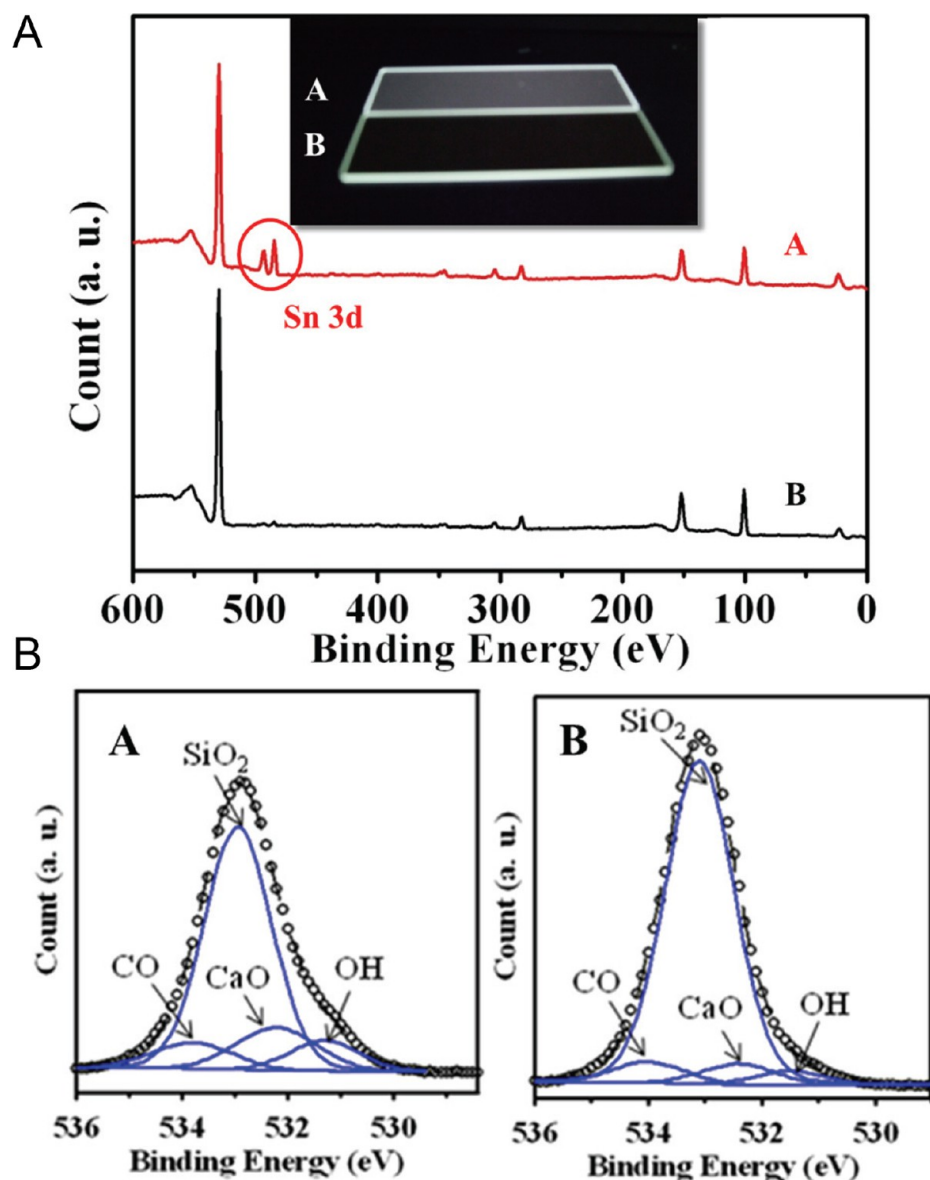 A
A
B
A
Sn 3d
B
Count (a. u.)
600 500 400 300 200 100 0
Binding Energy (eV)
B
A
SiO₂
CO
CaO
OH
Count (a. u.)
536 534 532 530
Binding Energy (eV)
B
SiO₂
CO
CaO
OH
Count (a. u.)
536 534 532 530
Binding Energy (eV)